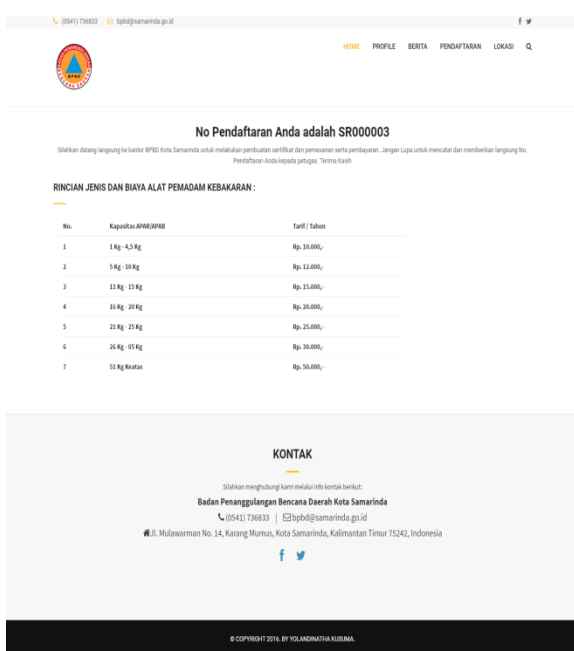 (0541) 736833 bpbd@samarinda.go.id
BPBD
HOME PROFILE BERITA PENDAFTARAN LOKASI
No Pendaftaran Anda adalah SR000003
Silahkan datang langsung ke kantor BPBD Kota Samarinda untuk melakukan pembuatan sertifikat dan pemesanan serta pembayaran. Jangan Lupa untuk mencatat dan memberikan langsung No.
Pendaftaran Anda kepada petugas. Terima Kasih
RINCIAN JENIS DAN BIAYA ALAT PEMADAM KEBAKARAN :
No. Kapasitas APAR/APAB Tarif / Tahun
1 1 Kg - 4,5 Kg Rp. 10.000,-
2 5 Kg - 10 Kg Rp. 12.000,-
3 11 Kg - 15 Kg Rp. 15.000,-
4 16 Kg - 20 Kg Rp. 20.000,-
5 21 Kg - 25 Kg Rp. 25.000,-
6 26 Kg - 05 Kg Rp. 30.000,-
7 51 Kg Keatas Rp. 50.000,-
KONTAK
Silahkan menghubungi kami melalui info kontak berikut:
Badan Penanggulangan Bencana Daerah Kota Samarinda
(0541) 736833 | bpbd@samarinda.go.id
Jl. Mulawarman No. 14, Karang Mumus, Kota Samarinda, Kalimantan Timur 75242, Indonesia
© COPYRIGHT 2016. BY YOLANDINATHA KUSUMA.